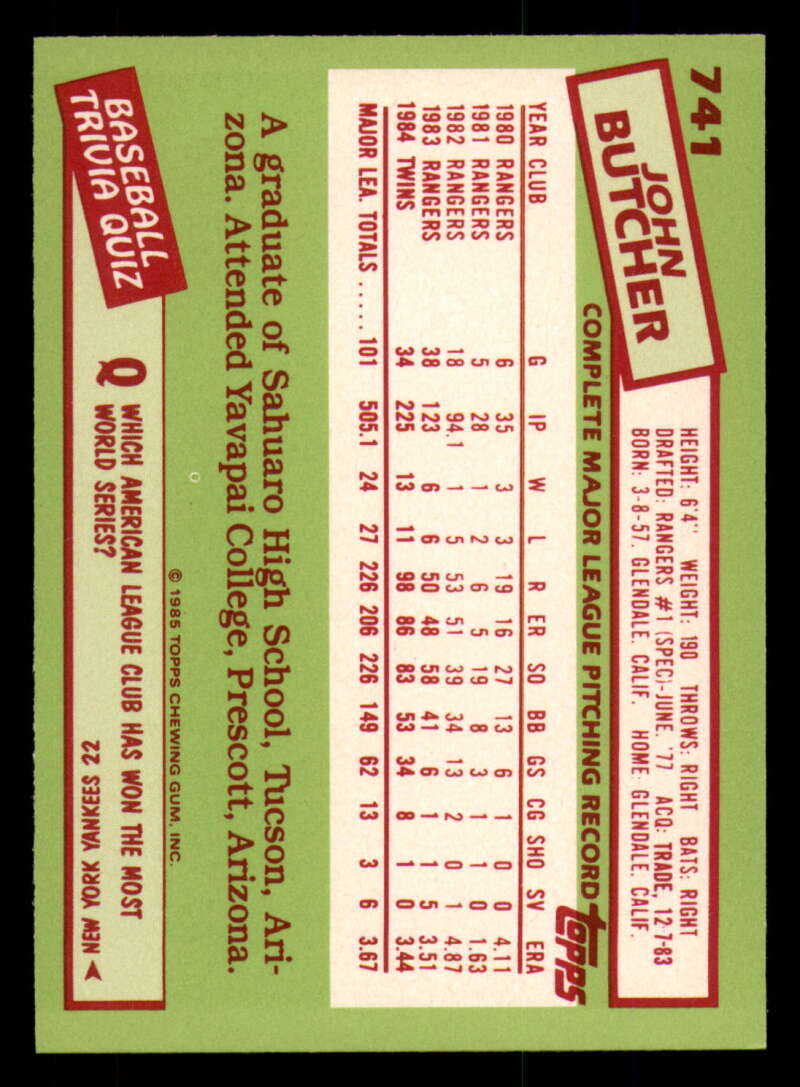 741
JOHN
BUTCHER
HEIGHT: 6'4" WEIGHT: 190 THROWS: RIGHT BATS: RIGHT
DRAFTED: RANGERS #1 (SPEC)-JUNE, '77 ACQ: TRADE, 12-7-83
BORN: 3-8-57, GLENDALE, CALIF. HOME: GLENDALE, CALIF.
COMPLETE MAJOR LEAGUE PITCHING RECORD
topps
YEAR CLUB G IP W L R ER SO BB GS CG SHO SV ERA
1980 RANGERS 6 35 3 3 19 16 27 13 6 1 0 0 4.11
1981 RANGERS 5 28 1 2 6 5 19 8 3 1 1 0 1.63
1982 RANGERS 18 94.1 1 5 53 51 39 34 13 2 0 1 4.87
1983 RANGERS 38 123 6 6 50 48 58 41 6 1 1 5 3.51
1984 TWINS 34 225 13 11 98 86 83 53 34 8 1 0 3.44
MAJOR LEA. TOTALS ..... 101 505.1 24 27 226 206 226 149 62 13 3 6 3.67
A graduate of Sahuaro High School, Tucson, Ari-
zona. Attended Yavapai College, Prescott, Arizona.
© 1985 TOPPS CHEWING GUM, INC.
BASEBALL
TRIVIA QUIZ
Q WHICH AMERICAN LEAGUE CLUB HAS WON THE MOST
WORLD SERIES?
NEW YORK YANKEES 22